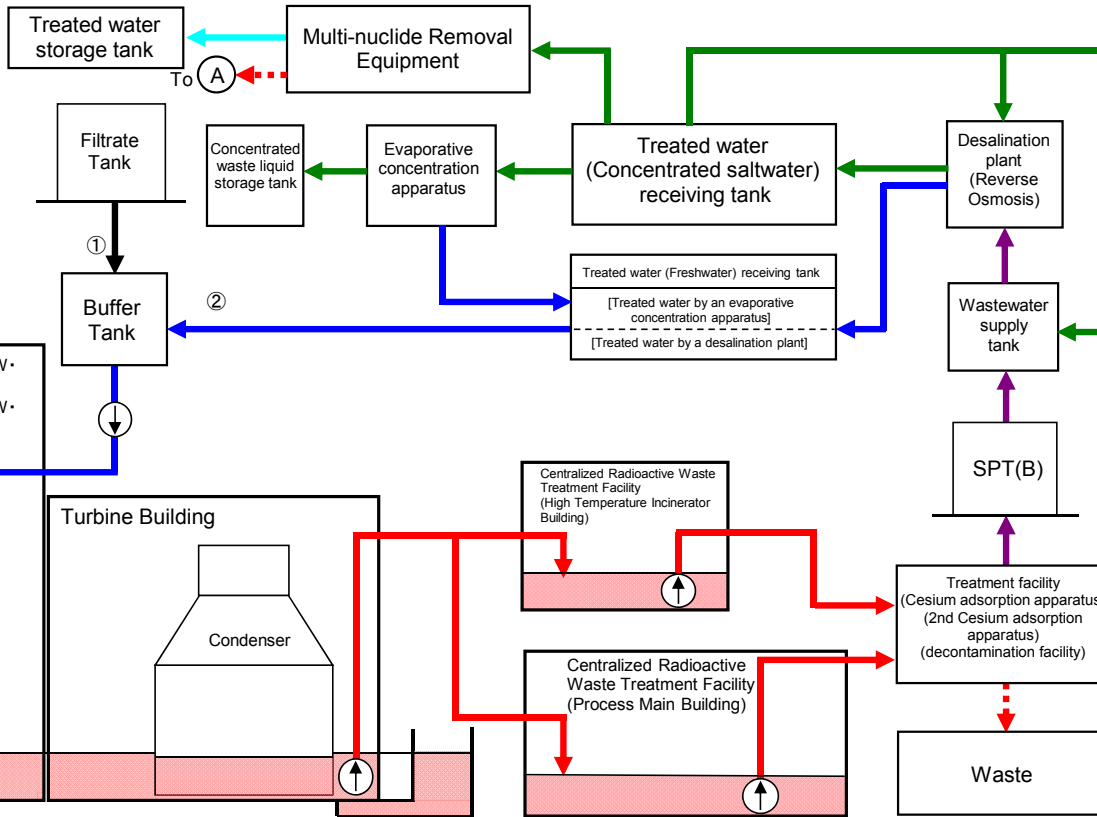 Treated water
storage tank
Multi-nuclide Removal
Equipment
To A
Filtrate
Tank
Concentrated
waste liquid
storage tank
Evaporative
concentration
apparatus
Treated water
(Concentrated saltwater)
receiving tank
Desalination
plant
(Reverse
Osmosis)
①
②
Buffer
Tank
Treated water (Freshwater) receiving tank
[Treated water by an evaporative
concentration apparatus]
[Treated water by a desalination plant]
Wastewater
supply
tank
SPT(B)
Turbine Building
Condenser
Centralized Radioactive Waste
Treatment Facility
(High Temperature Incinerator
Building)
Centralized Radioactive
Waste Treatment Facility
(Process Main Building)
Treatment facility
(Cesium adsorption apparatus
(2nd Cesium adsorption
apparatus)
(decontamination facility)
Waste